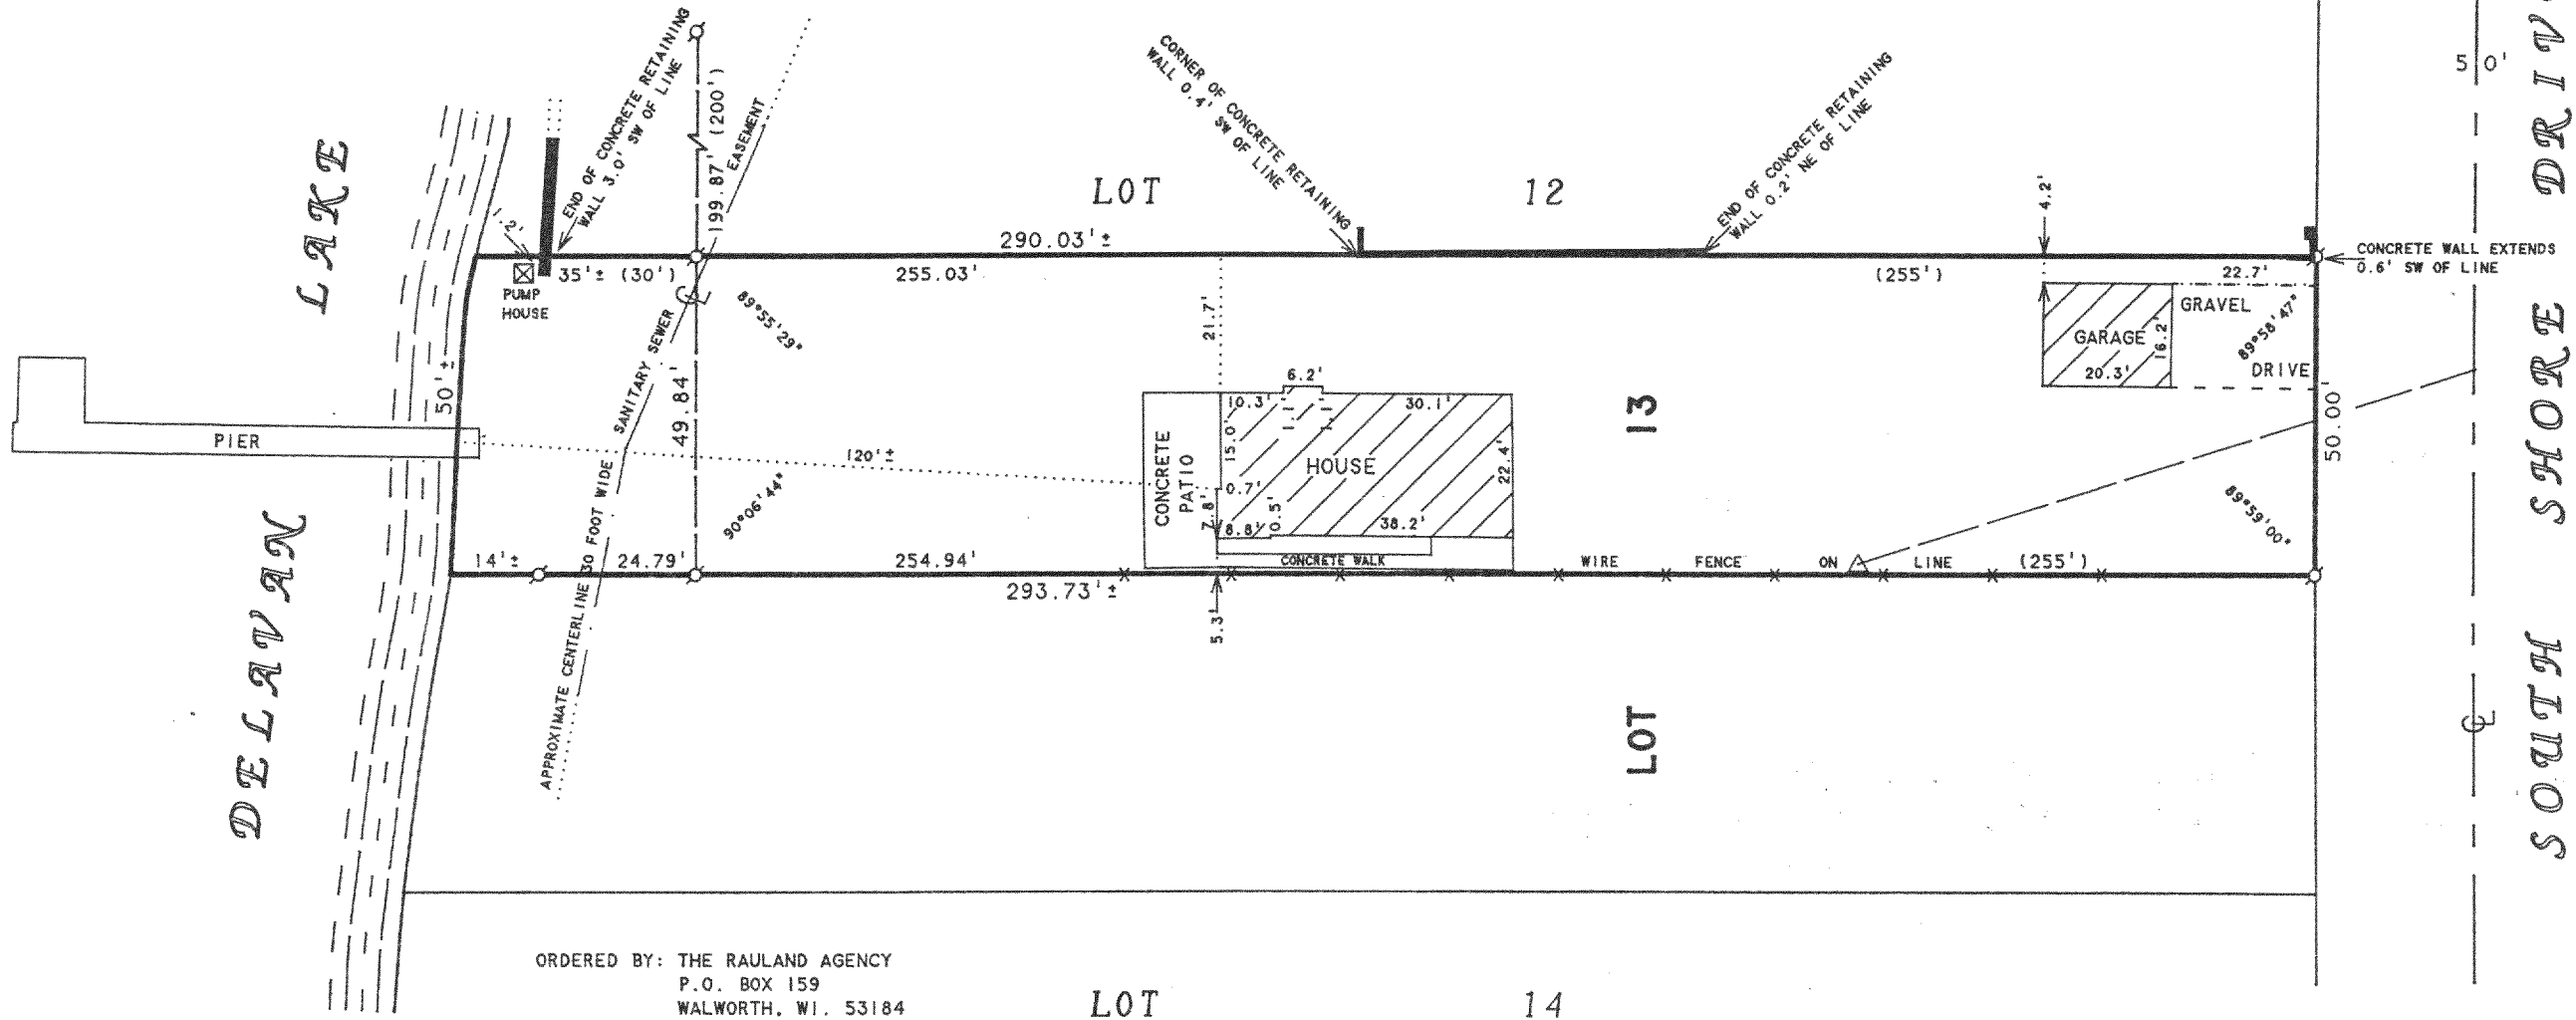 END OF CONCRETE RETAINING
WALL 3.0' SW OF LINE
199.87' (200')
EASEMENT
CORNER OF CONCRETE RETAINING
WALL 0.4' SW OF LINE
END OF CONCRETE RETAINING
WALL 0.2' NE OF LINE
LOT 12
4.2'
50'
SOUTH SHORE
DELAVAN LAKE
1.2'
290.03'±
35'± (30')
255.03'
(255')
22.7'
CONCRETE WALL EXTENDS
0.6' SW OF LINE
PUMP
HOUSE
89°55'29"
21.7'
GRAVEL
DRIVE
GARAGE
16.2'
20.3'
89°58'47"
50'±
49.84'
APPROXIMATE CENTERLINE 30 FOOT WIDE SANITARY SEWER
6.2'
10.3'
30.1'
15.0'
HOUSE
22.4'
0.7'
7.8'
8.8'
0.5'
38.2'
CONCRETE
PATIO
PIER
120'±
LOT 13
50.00'
90°06'44"
89°59'00"
14'±
24.79'
254.94'
CONCRETE WALK
WIRE FENCE ON LINE (255')
293.73'±
5.3'
ORDERED BY: THE RAULAND AGENCY
P.O. BOX 159
WALWORTH, WI. 53184
LOT 14